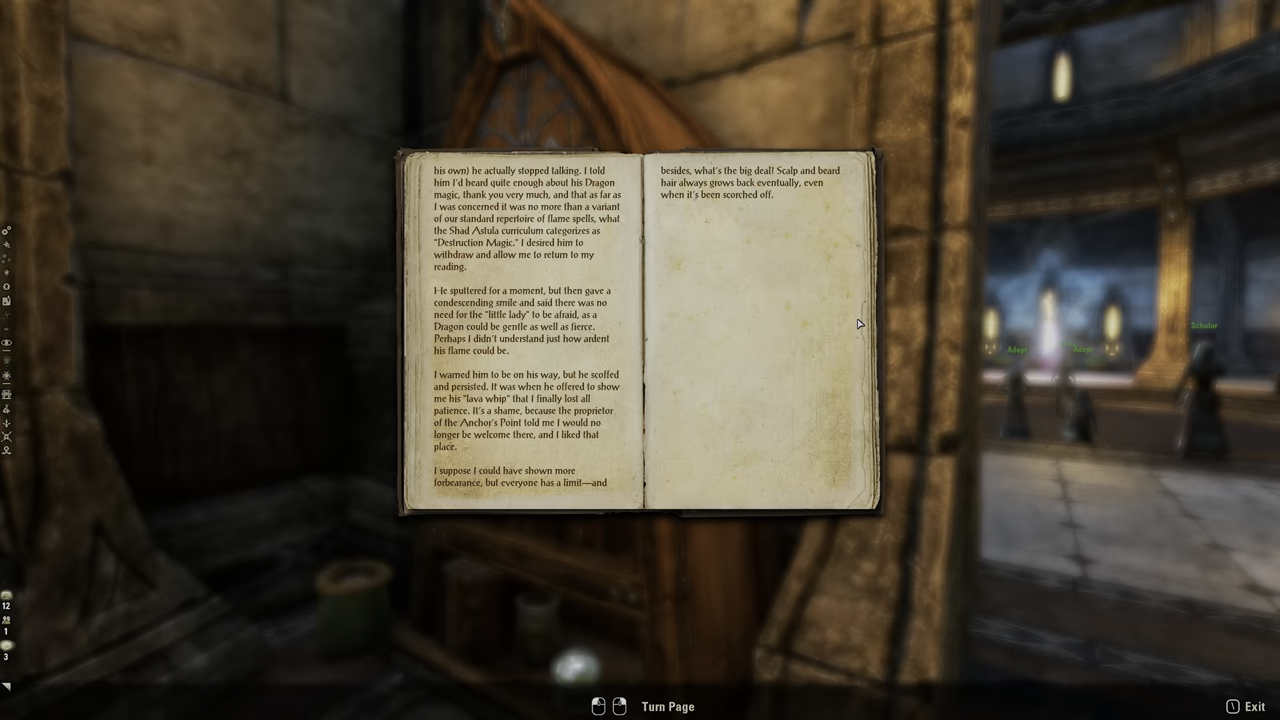 his own) he actually stopped talking. I told
him I'd heard quite enough about his Dragon
magic, thank you very much, and that as far as
I was concerned it was no more than a variant
of our standard repertoire of flame spells, what
the Shad Astula curriculum categorizes as
"Destruction Magic." I desired him to
withdraw and allow me to return to my
reading.
He sputtered for a moment, but then gave a
condescending smile and said there was no
need for the "little lady" to be afraid, as a
Dragon could be gentle as well as fierce.
Perhaps I didn't understand just how ardent
his flame could be.
I warned him to be on his way, but he scoffed
and persisted. It was when he offered to show
me his "lava whip" that I finally lost all
patience. It's a shame, because the proprietor
of the Anchor's Point told me I would no
longer be welcome there, and I liked that
place.
I suppose I could have shown more
forbearance, but everyone has a limit—and
besides, what's the big deal? Scalp and beard
hair always grows back eventually, even
when it's been scorched off.
Scholar
Adept
Adept
12
1
3
Turn Page
\ Exit